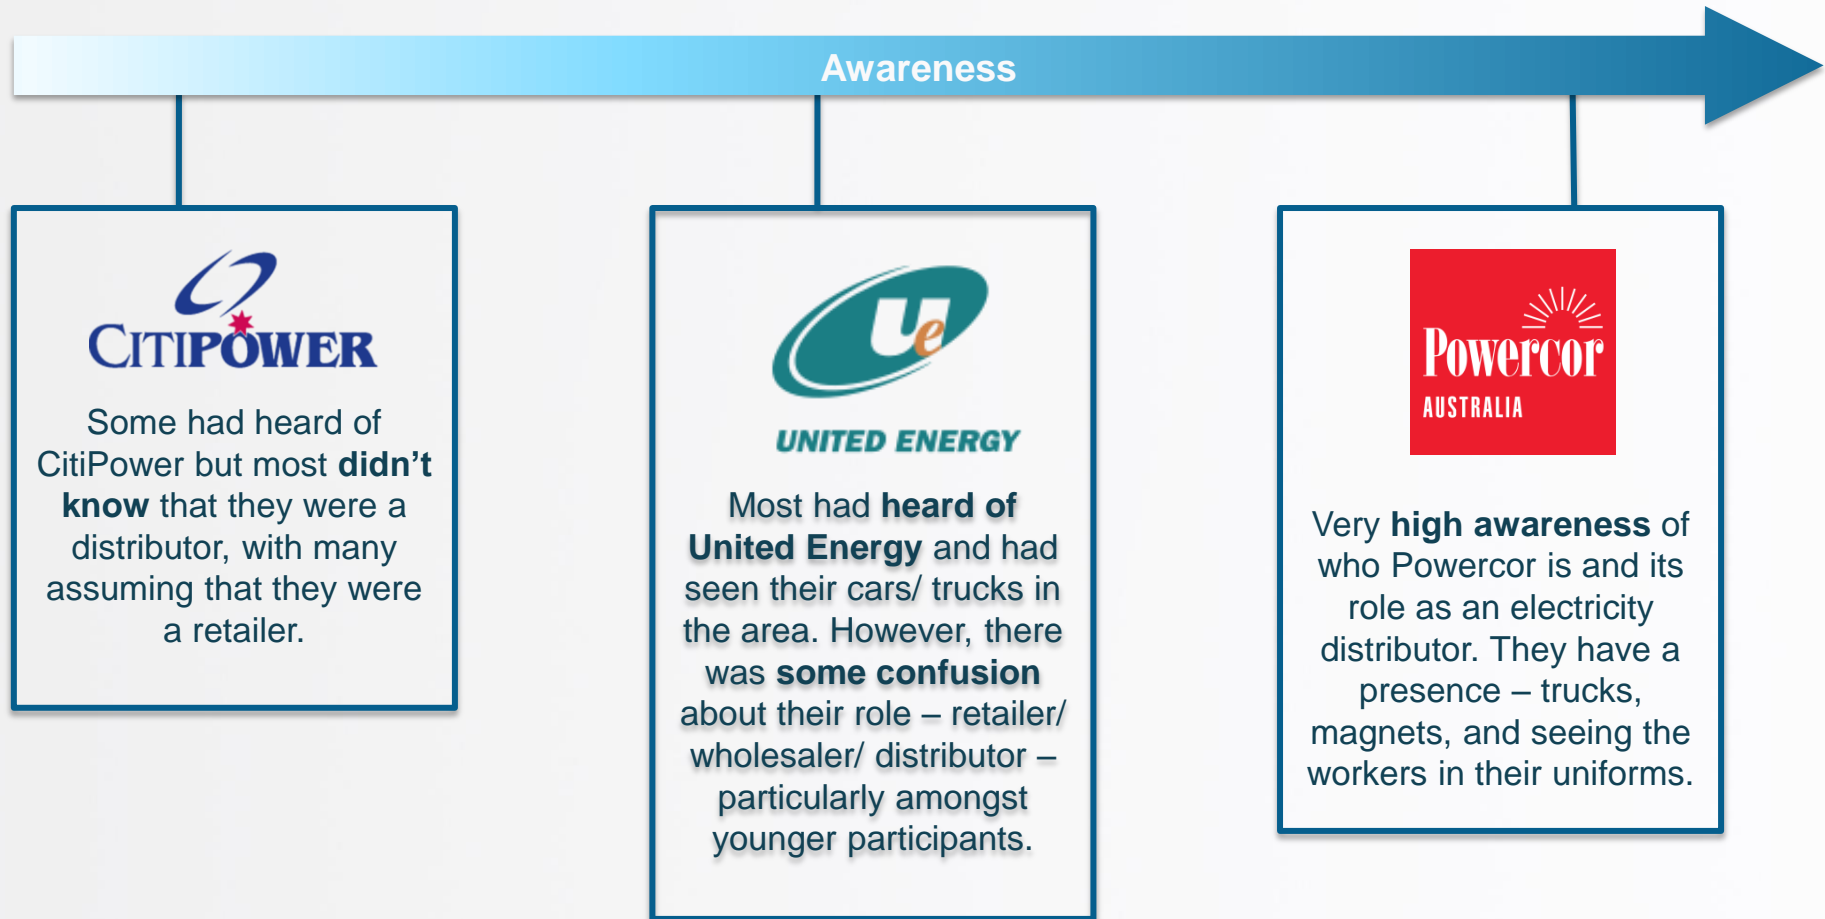 Awareness
CITIPOWER
Some had heard of
CitiPower but most didn’t
know that they were a
distributor, with many
assuming that they were
a retailer.
Ue
UNITED ENERGY
Most had heard of
United Energy and had
seen their cars/ trucks in
the area. However, there
was some confusion
about their role – retailer/
wholesaler/ distributor –
particularly amongst
younger participants.
Powercor
AUSTRALIA
Very high awareness of
who Powercor is and its
role as an electricity
distributor. They have a
presence – trucks,
magnets, and seeing the
workers in their uniforms.